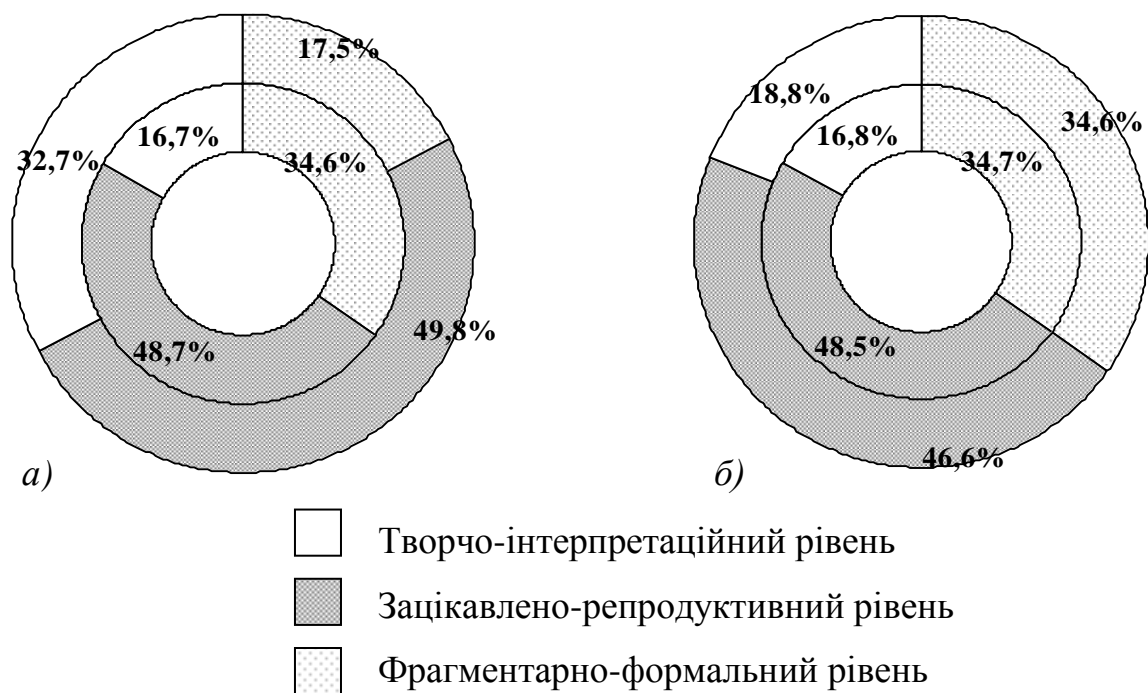 17,5%
18,8%
34,6%
16,7%
16,8%
32,7%
34,6%
34,7%
49,8%
48,7%
48,5%
46,6%
а)
б)
Творчо-інтерпретаційний рівень
Зацікавлено-репродуктивний рівень
Фрагментарно-формальний рівень